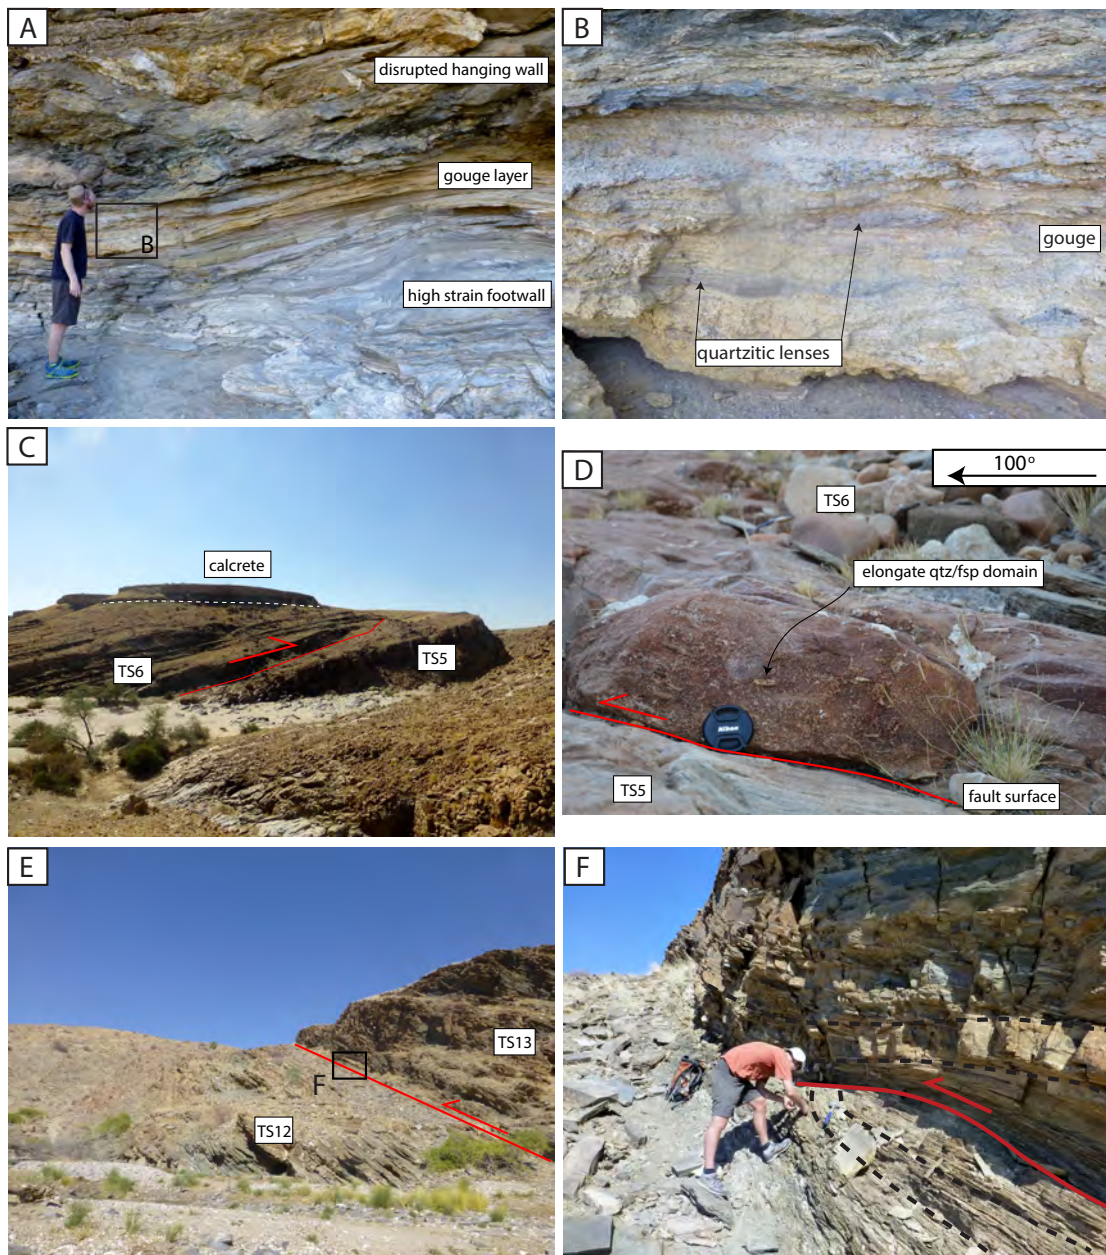 A
disrupted hanging wall
gouge layer
B
high strain footwall
B
gouge
quartzitic lenses
C
calcrete
TS6
TS5
D
100°
TS6
elongate qtz/fsp domain
Nikon
TS5
fault surface
E
TS13
F
TS12
F